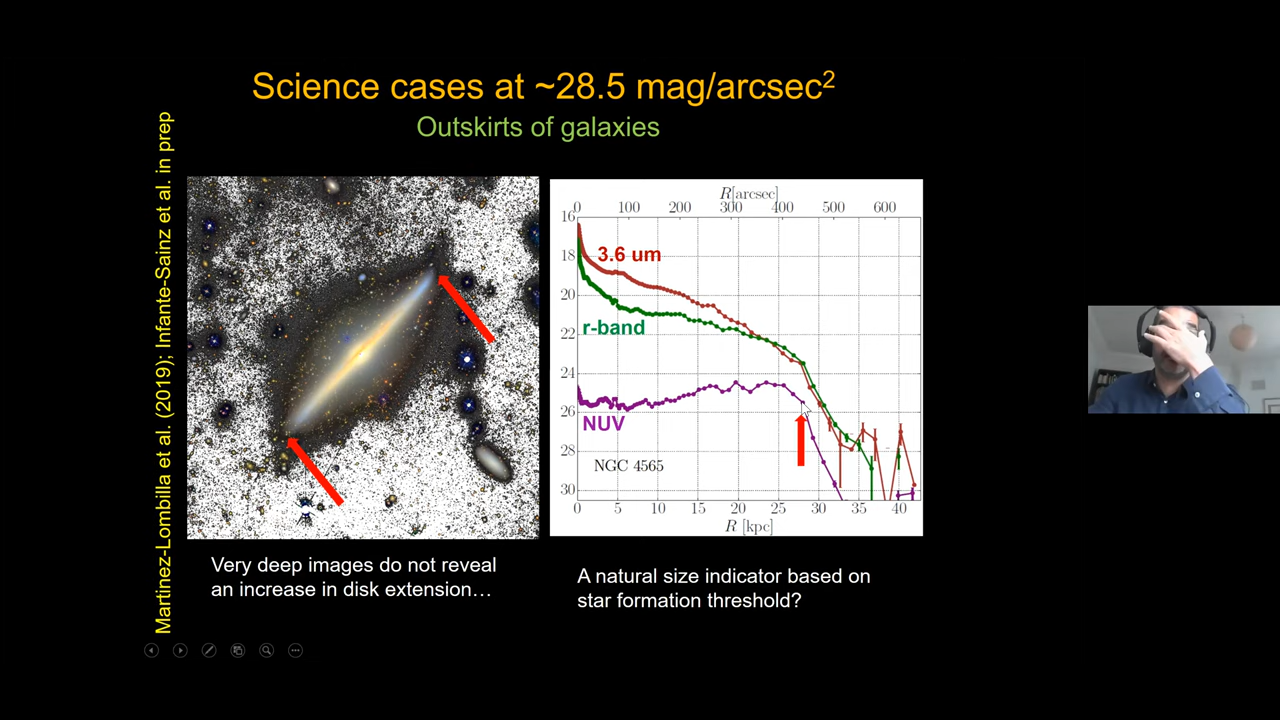 Science cases at ~28.5 mag/arcsec²
Outskirts of galaxies
Martinez-Lombilla et al. (2019); Infante-Sainz et al. in prep
R[arcsec]
0 100 200 300 400 500 600
16
18
20
22
24
26
28
30
3.6 um
r-band
NUV
NGC 4565
0 5 10 15 20 25 30 35 40
R [kpc]
Very deep images do not reveal
an increase in disk extension…
A natural size indicator based on
star formation threshold?